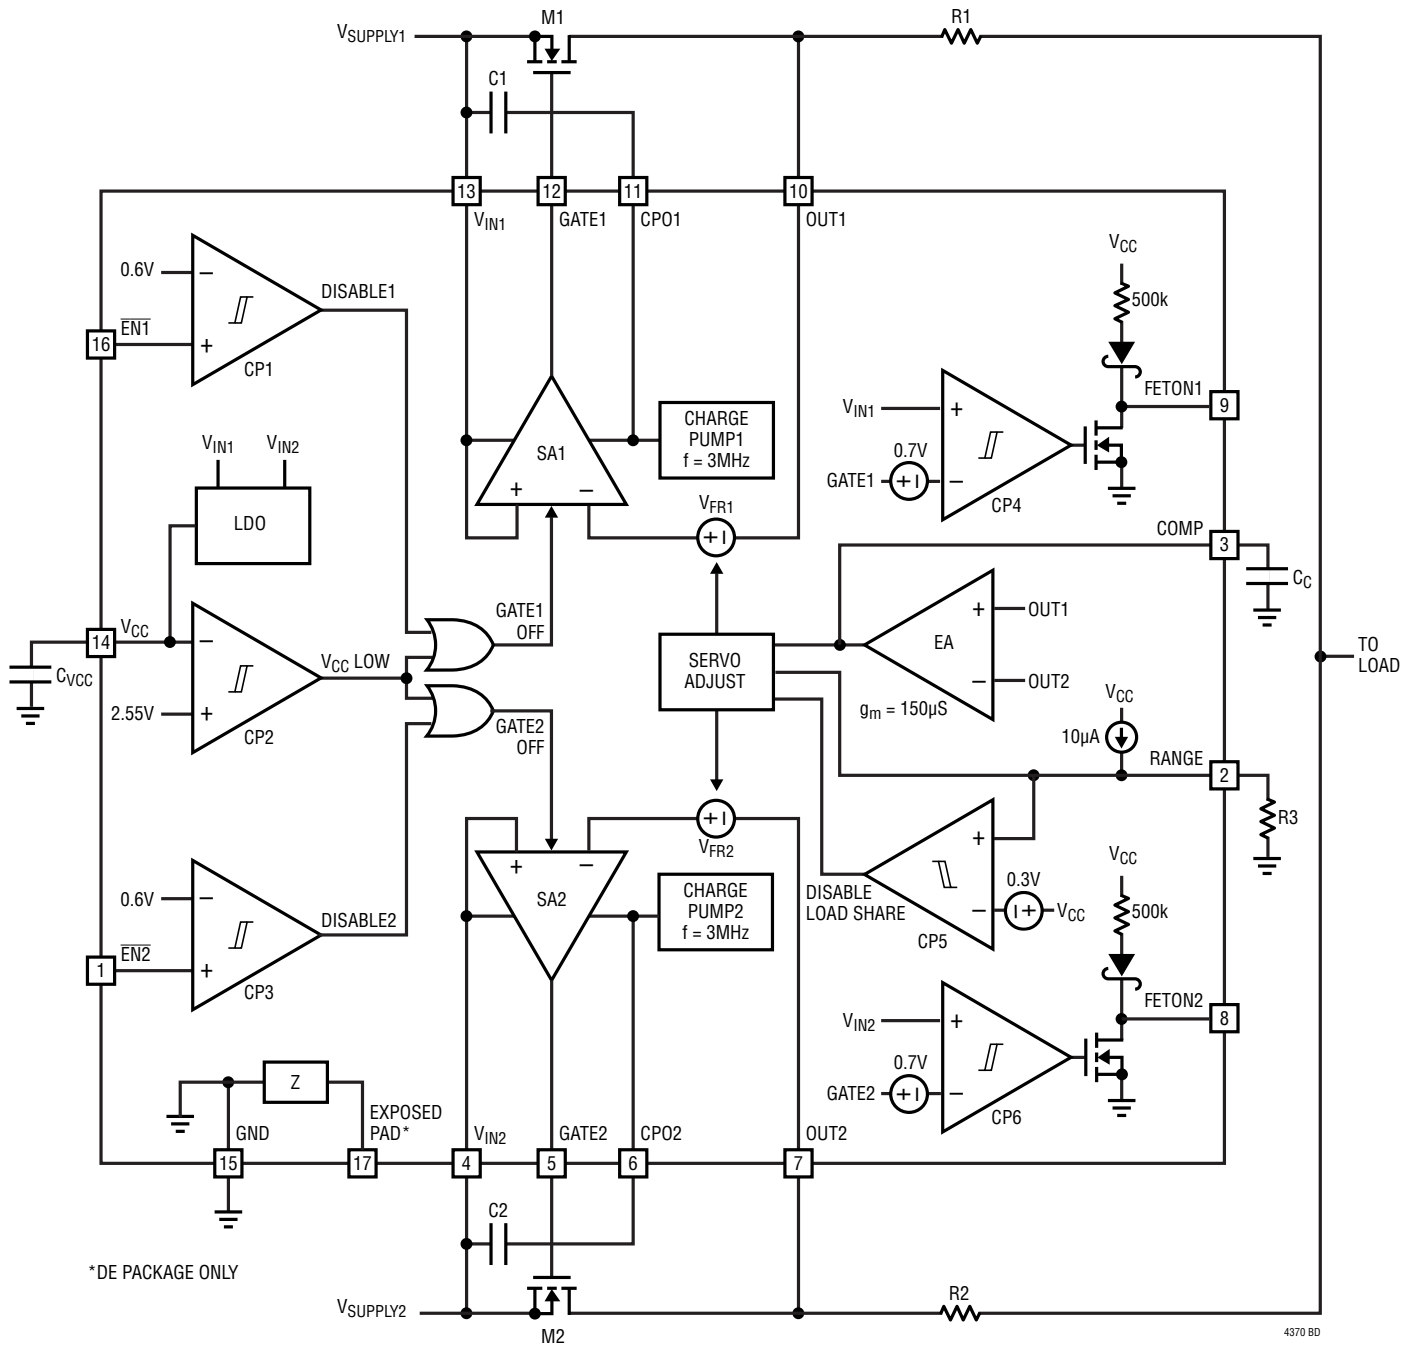 M1
R1
VSUPPLY1
C1
13
12
11
10
VIN1
GATE1
CPO1
OUT1
0.6V
−
DISABLE1
16
EN1
+
CP1
VCC
500k
FETON1
9
VIN1
+
0.7V
GATE1
+
−
CP4
VIN1
VIN2
LDO
SA1
+
−
CHARGE
PUMP1
f = 3MHz
VFR1
+
COMP
3
CC
14
VCC
−
CVCC
2.55V
+
CP2
VCC LOW
GATE1
OFF
GATE2
OFF
SERVO
ADJUST
+
OUT1
EA
−
OUT2
gm = 150µS
TO
LOAD
VCC
10µA
RANGE
2
R3
+
VFR2
+
0.3V
−
+
VCC
DISABLE
LOAD SHARE
CP5
0.6V
−
DISABLE2
1
EN2
+
CP3
+
−
SA2
CHARGE
PUMP2
f = 3MHz
VCC
500k
FETON2
8
VIN2
+
0.7V
GATE2
+
−
CP6
Z
EXPOSED
PAD*
GND
VIN2
GATE2
CPO2
OUT2
15
17
4
5
6
7
C2
*DE PACKAGE ONLY
VSUPPLY2
M2
R2
4370 BD